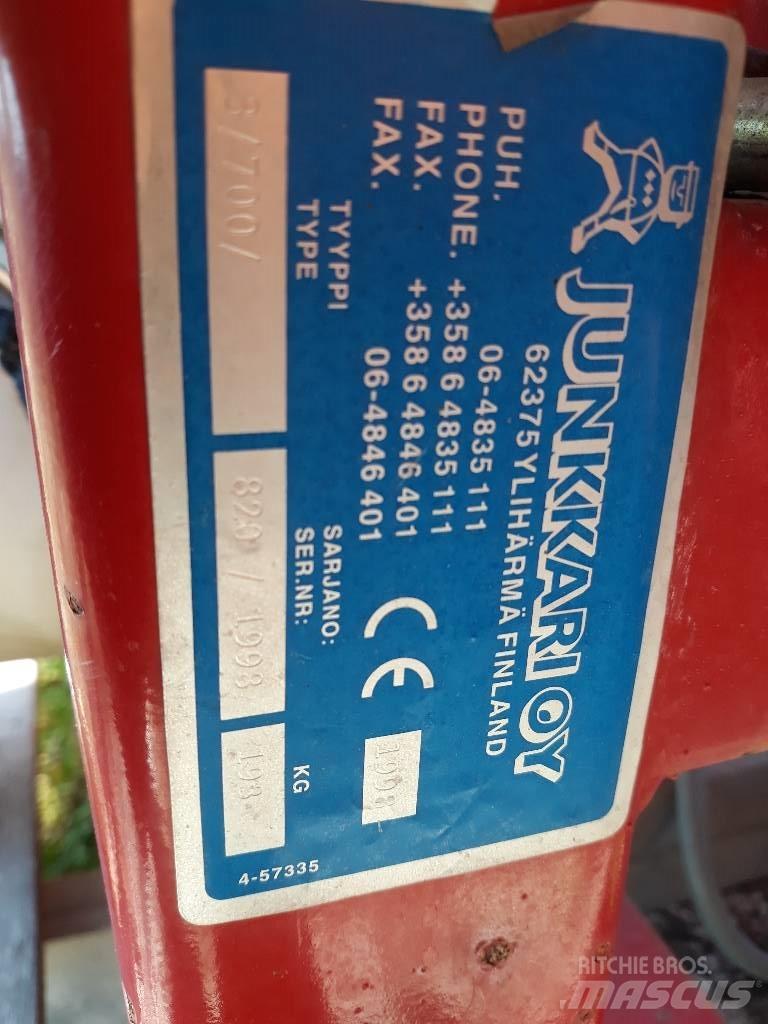 JUNKKARI OY
62375 YLIHÄRMÄ FINLAND
PUH. 06-4835 111
PHONE. +358 6 4835 111
FAX. +358 6 4846 401
FAX. 06-4846 401
CE 1998
TYYPPI SARJANO:
TYPE SER.NR: KG
3/700/ 820/1998
4-57335
RITCHIE BROS.
MASCUS